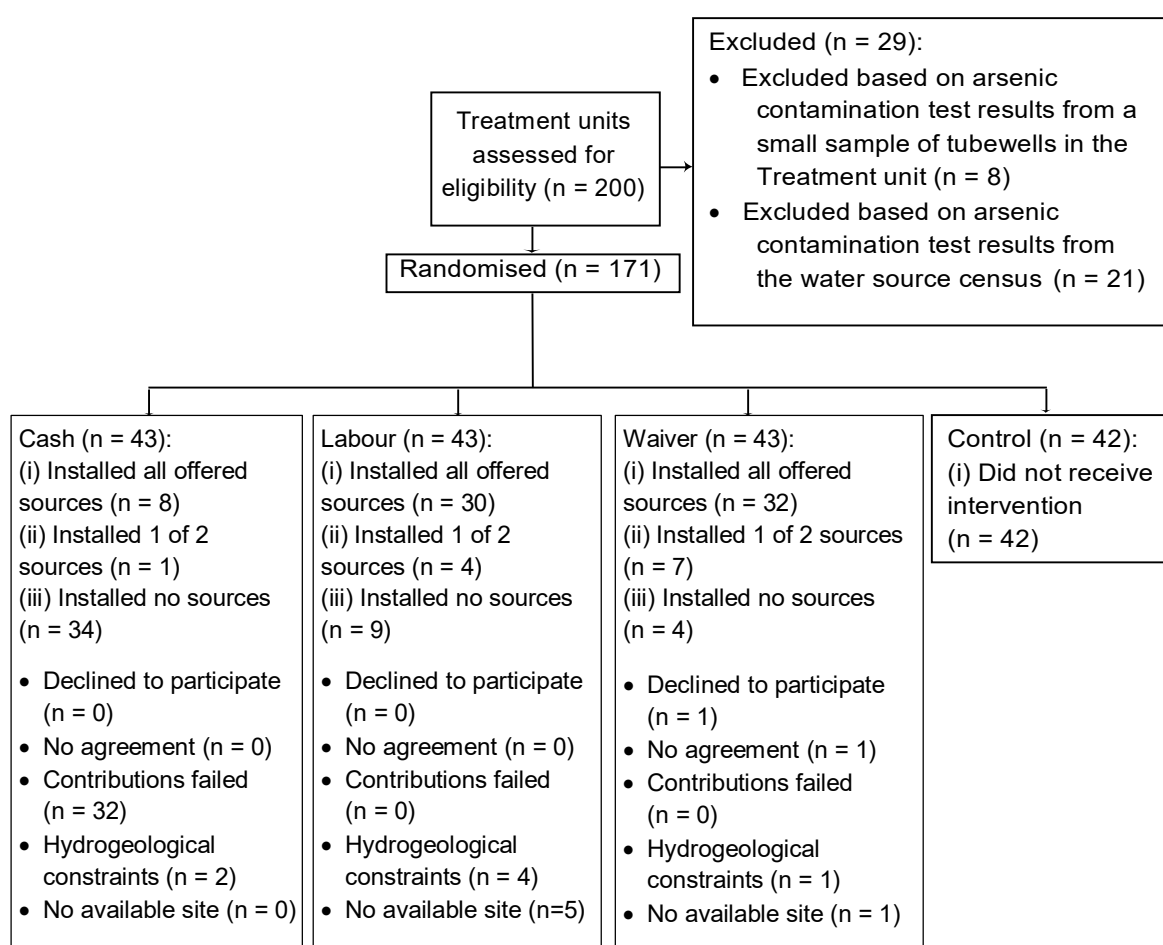 Treatment units
assessed for
eligibility (n = 200)
Excluded (n = 29):
• Excluded based on arsenic
contamination test results from a
small sample of tubewells in the
Treatment unit (n = 8)
• Excluded based on arsenic
contamination test results from
the water source census (n = 21)
Randomised (n = 171)
Cash (n = 43):
(i) Installed all offered
sources (n = 8)
(ii) Installed 1 of 2
sources (n = 1)
(iii) Installed no sources
(n = 34)
• Declined to participate
(n = 0)
• No agreement (n = 0)
• Contributions failed
(n = 32)
• Hydrogeological
constraints (n = 2)
• No available site (n = 0)
Labour (n = 43):
(i) Installed all offered
sources (n = 30)
(ii) Installed 1 of 2
sources (n = 4)
(iii) Installed no sources
(n = 9)
• Declined to participate
(n = 0)
• No agreement (n = 0)
• Contributions failed
(n = 0)
• Hydrogeological
constraints (n = 4)
• No available site (n=5)
Waiver (n = 43):
(i) Installed all offered
sources (n = 32)
(ii) Installed 1 of 2 sources
(n = 7)
(iii) Installed no sources
(n = 4)
• Declined to participate
(n = 1)
• No agreement (n = 1)
• Contributions failed
(n = 0)
• Hydrogeological
constraints (n = 1)
• No available site (n = 1)
Control (n = 42):
(i) Did not receive
intervention
(n = 42)